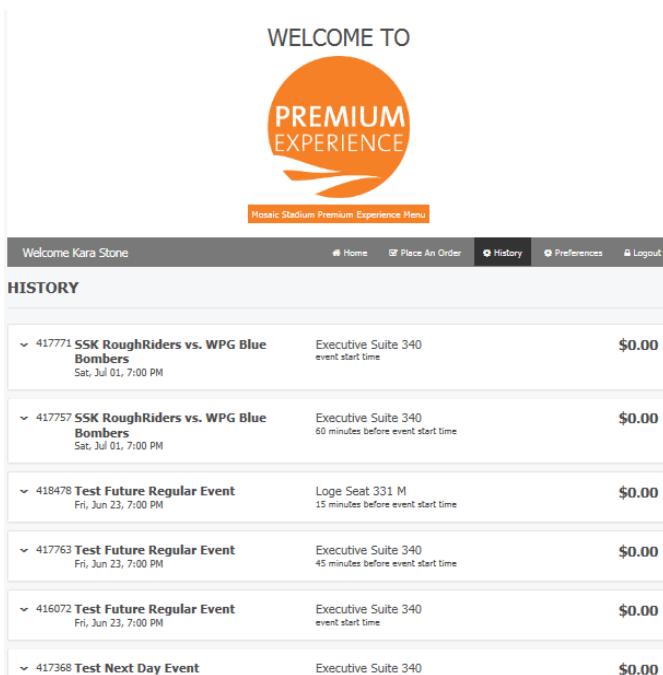 WELCOME TO
PREMIUM
EXPERIENCE
Mosaic Stadium Premium Experience Menu
Welcome Kara Stone Home Place An Order History Preferences Logout
HISTORY
417771 SSK RoughRiders vs. WPG Blue Executive Suite 340 $0.00
Bombers event start time
Sat, Jul 01, 7:00 PM
417757 SSK RoughRiders vs. WPG Blue Executive Suite 340 $0.00
Bombers 60 minutes before event start time
Sat, Jul 01, 7:00 PM
418478 Test Future Regular Event Loge Seat 331 M $0.00
Fri, Jun 23, 7:00 PM 15 minutes before event start time
417763 Test Future Regular Event Executive Suite 340 $0.00
Fri, Jun 23, 7:00 PM 45 minutes before event start time
416072 Test Future Regular Event Executive Suite 340 $0.00
Fri, Jun 23, 7:00 PM event start time
417368 Test Next Day Event Executive Suite 340 $0.00